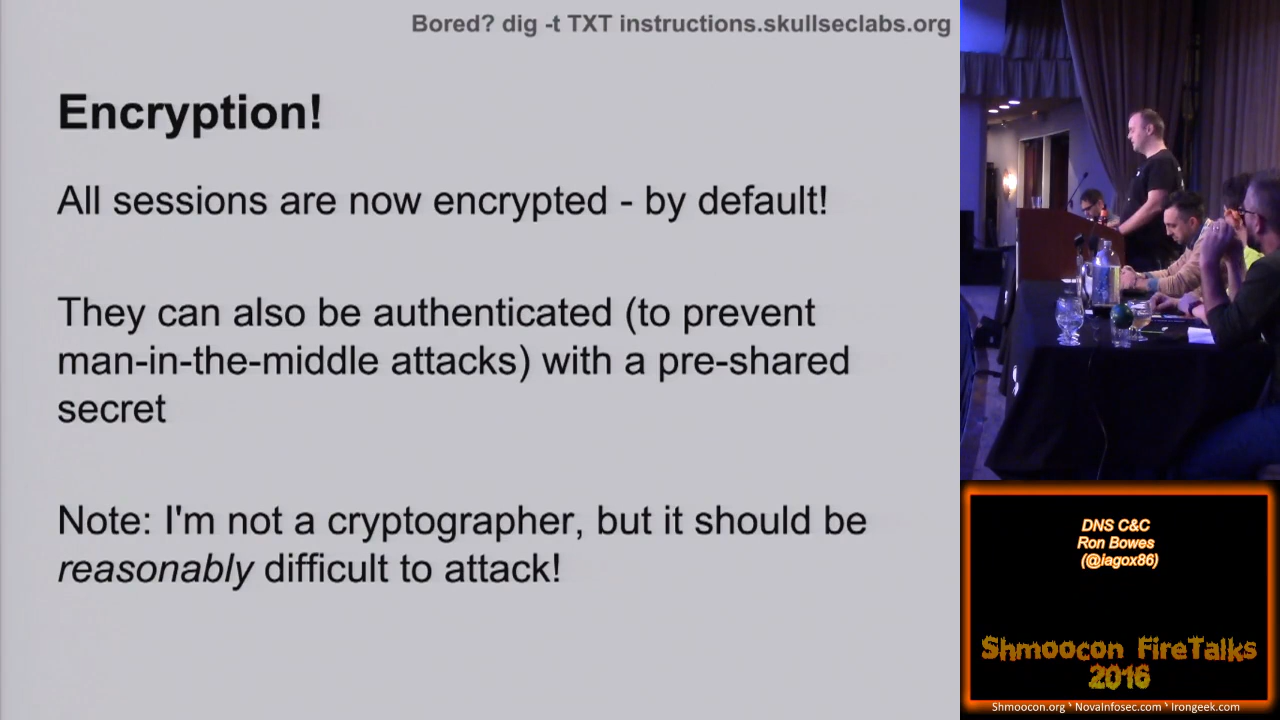 Bored? dig -t TXT instructions.skullseclabs.org
Encryption!
All sessions are now encrypted - by default!
They can also be authenticated (to prevent
man-in-the-middle attacks) with a pre-shared
secret
Note: I'm not a cryptographer, but it should be
reasonably difficult to attack!
DNS C&C
Ron Bowes
(@iagox86)
Shmoocon FireTalks
2016
Shmoocon.org ` NovaInfosec.com ` Irongeek.com